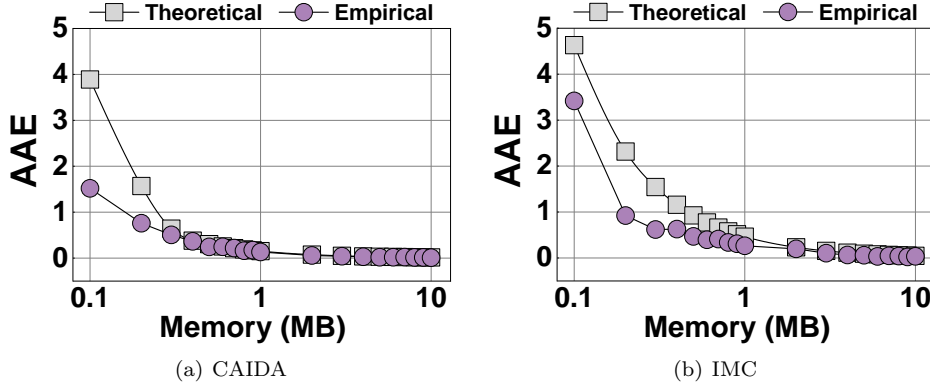 Theoretical Empirical
5
4
3
2
1
0
AAE
0.1 1 10
Memory (MB)
(a) CAIDA
Theoretical Empirical
5
4
3
2
1
0
AAE
0.1 1 10
Memory (MB)
(b) IMC